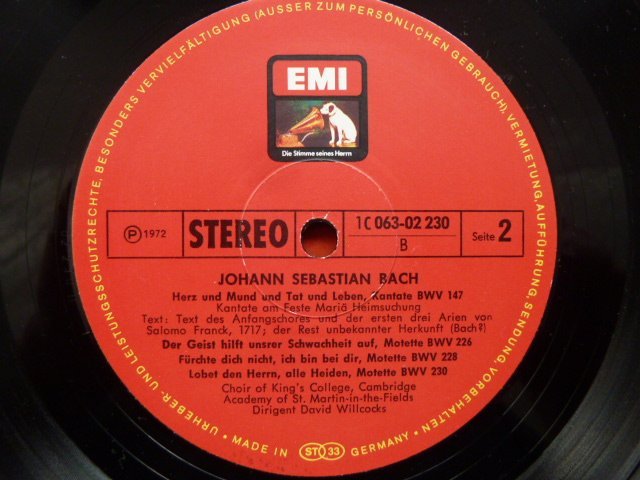 URHEBER- UND LEISTUNGSSCHUTZRECHTE, BESONDERS VERVIELFÄLTIGUNG (AUSSER ZUM PERSÖNLICHEN GEBRAUCH), VERMIETUNG, AUFFÜHRUNG, SENDUNG, VORBEHALTEN
EMI
Die Stimme seines Herrn
Ⓟ 1972
STEREO
1C 063-02 230
B
Seite 2
JOHANN SEBASTIAN BACH
Herz und Mund und Tat und Leben, Kantate BWV 147
Kantate am Feste Mariä Heimsuchung
Text: Text des Anfangschores und der ersten drei Arien von
Salomo Franck, 1717; der Rest unbekannter Herkunft (Bach?)
Der Geist hilft unsrer Schwachheit auf, Motette BWV 226
Fürchte dich nicht, ich bin bei dir, Motette BWV 228
Lobet den Herrn, alle Heiden, Motette BWV 230
Choir of King's College, Cambridge
Academy of St. Martin-in-the-Fields
Dirigent David Willcocks
• MADE IN ST 33 GERMANY •